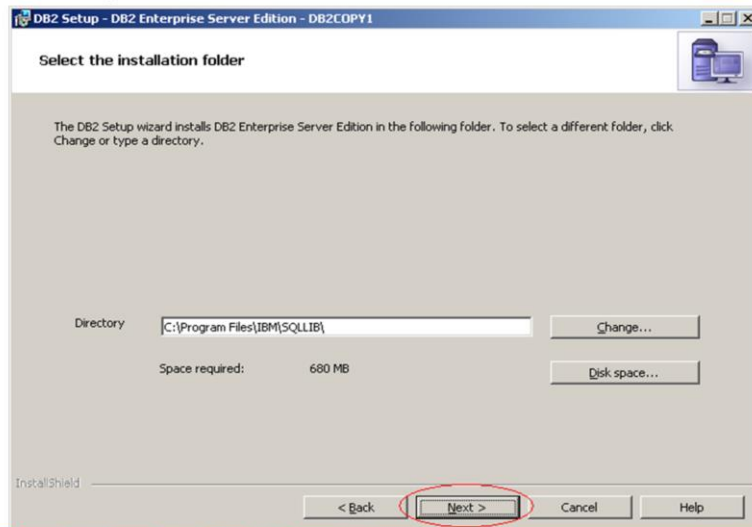 DB2 Setup - DB2 Enterprise Server Edition - DB2COPY1
Select the installation folder
The DB2 Setup wizard installs DB2 Enterprise Server Edition in the following folder. To select a different folder, click
Change or type a directory.
Directory
C:\Program Files\IBM\SQLLIB\
Change...
Space required:
680 MB
Disk space...
InstallShield
< Back
Next >
Cancel
Help